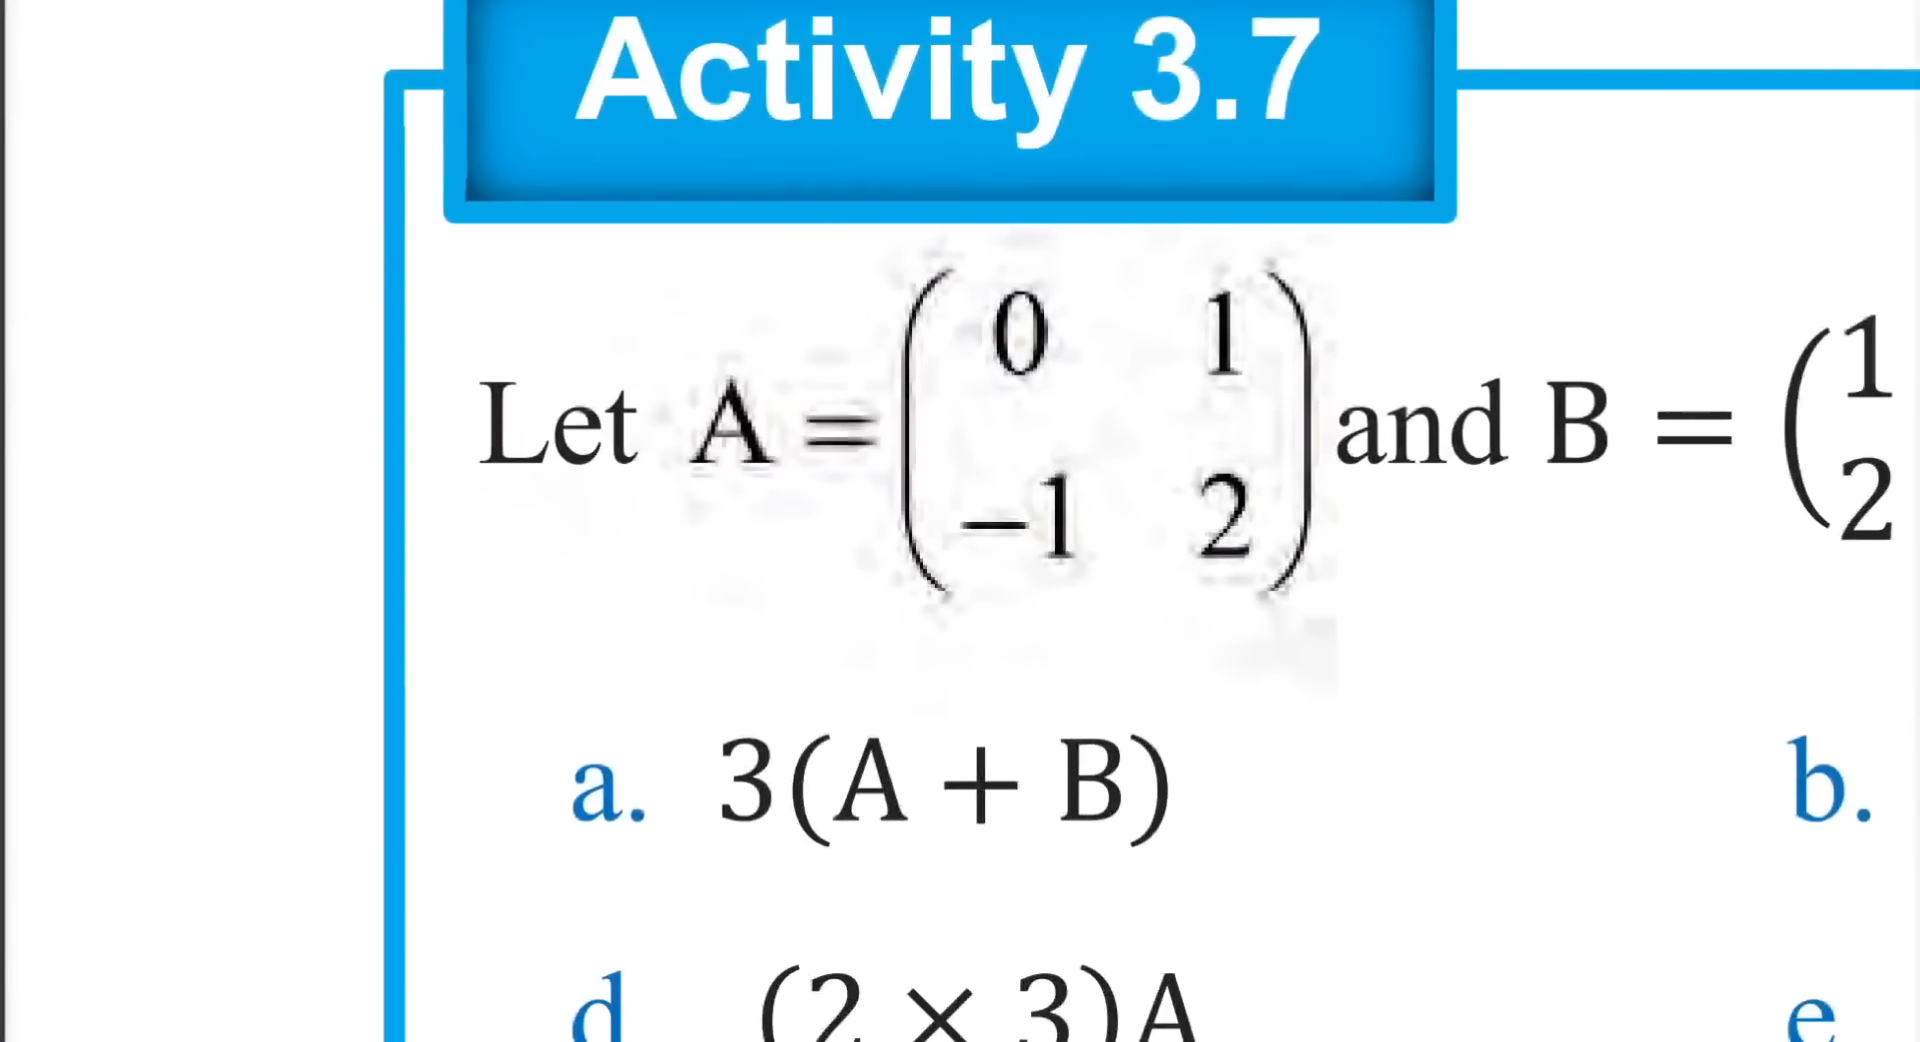 Activity 3.7
Let A = ( 0 1 ; −1 2 ) and B = ( 1 ; 2
a. 3(A + B)
b.
d (2 × 3)A
e